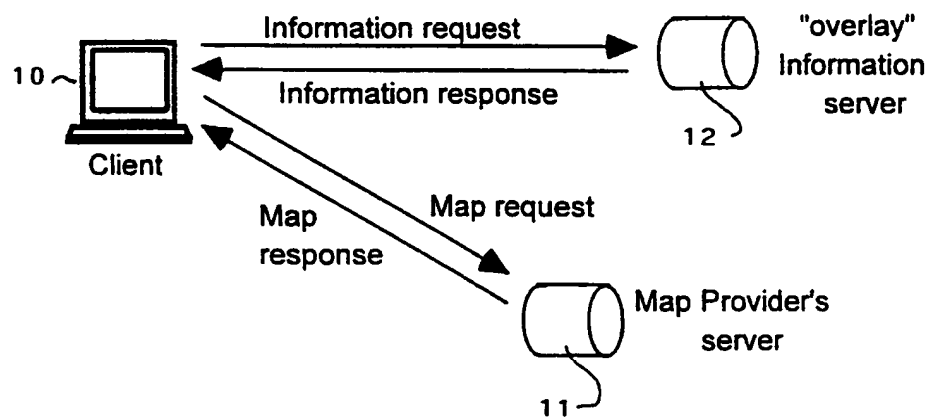 Information request
"overlay"
Information
server
10
Information response
12
Client
Map request
Map
response
Map Provider's
server
11